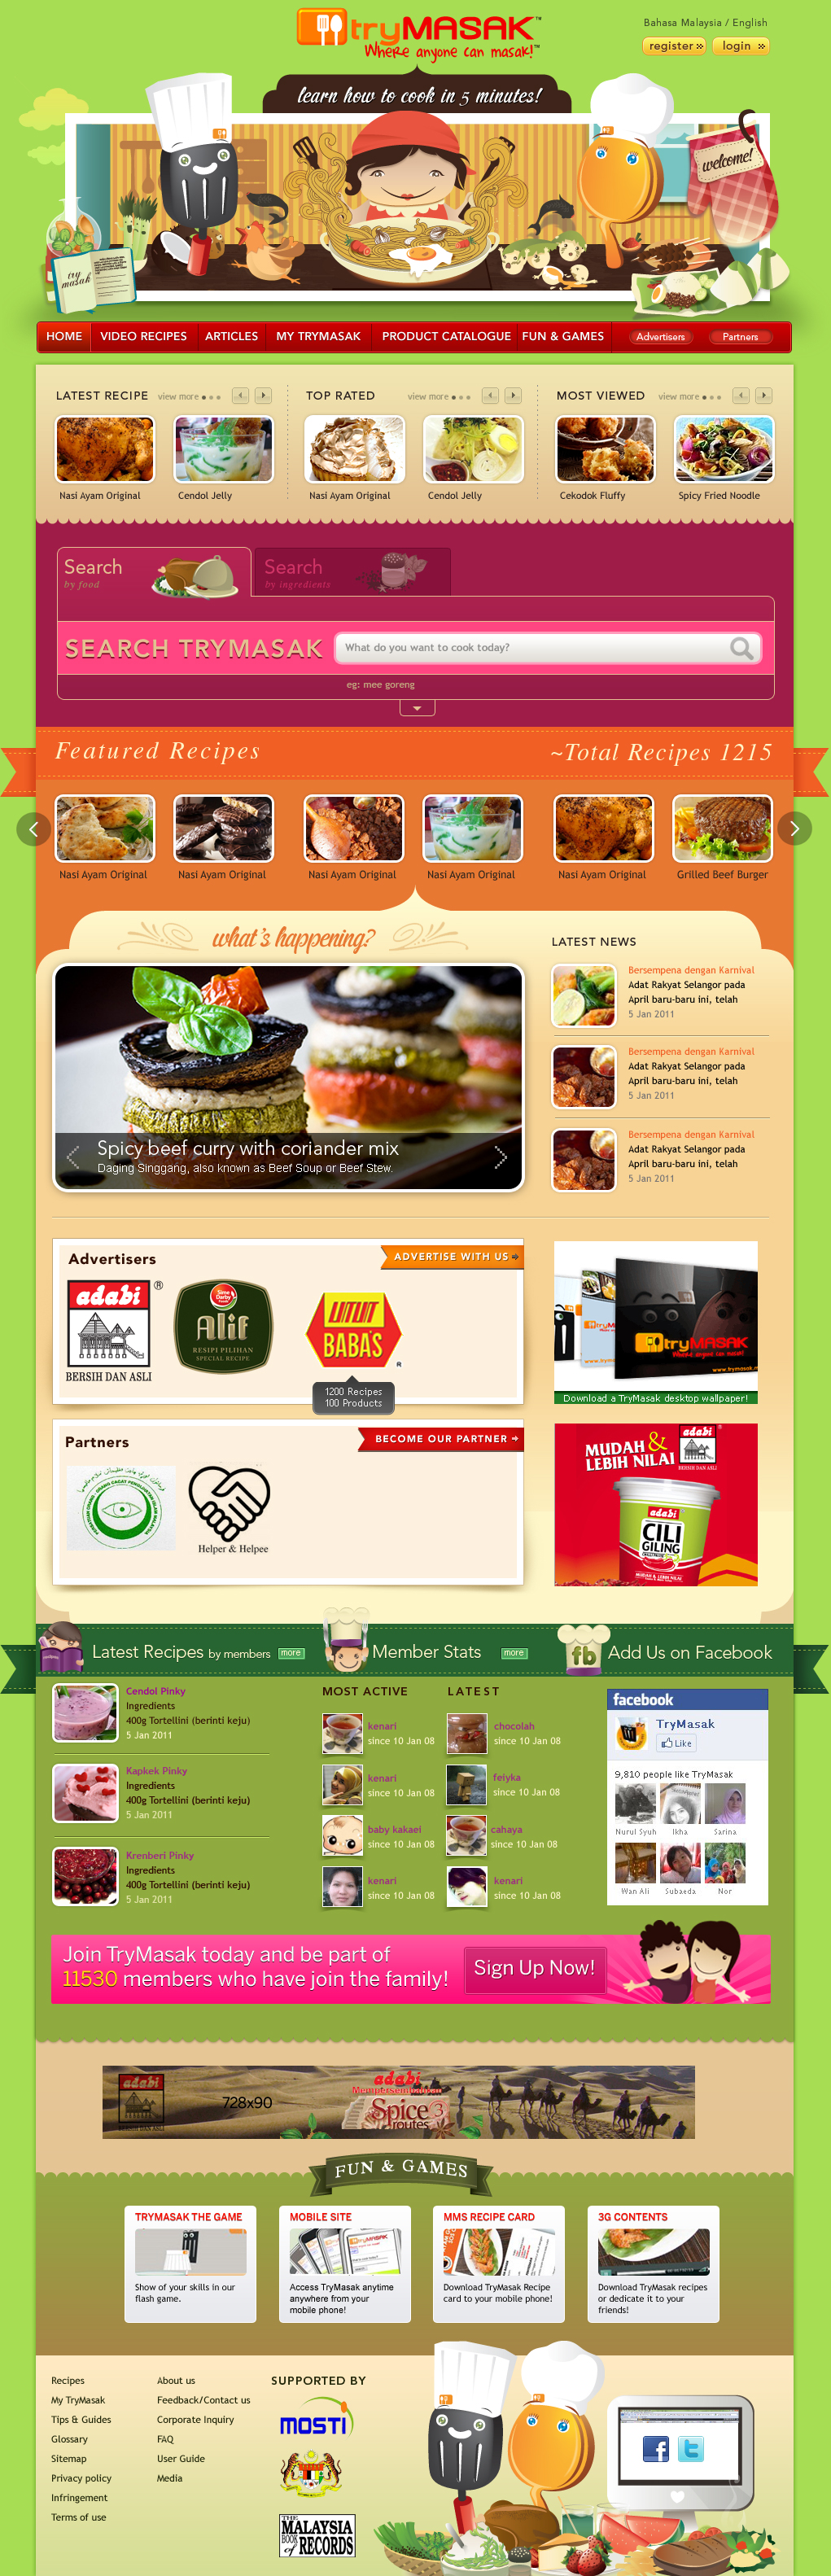 tryMASAK™
Where anyone can masak!™
Bahasa Malaysia / English
register
login
learn how to cook in 5 minutes!
welcome!
try masak
HOME
VIDEO RECIPES
ARTICLES
MY TRYMASAK
PRODUCT CATALOGUE
FUN & GAMES
Advertisers
Partners
LATEST RECIPE
view more
TOP RATED
view more
MOST VIEWED
view more
Nasi Ayam Original
Cendol Jelly
Nasi Ayam Original
Cendol Jelly
Cekodok Fluffy
Spicy Fried Noodle
Search
by food
Search
by ingredients
SEARCH TRYMASAK
What do you want to cook today?
eg: mee goreng
Featured Recipes
~Total Recipes 1215
Nasi Ayam Original
Nasi Ayam Original
Nasi Ayam Original
Nasi Ayam Original
Nasi Ayam Original
Grilled Beef Burger
what's happening?
Spicy beef curry with coriander mix
Daging Singgang, also known as Beef Soup or Beef Stew.
LATEST NEWS
Bersempena dengan Karnival
Adat Rakyat Selangor pada
April baru-baru ini, telah
5 Jan 2011
Bersempena dengan Karnival
Adat Rakyat Selangor pada
April baru-baru ini, telah
5 Jan 2011
Bersempena dengan Karnival
Adat Rakyat Selangor pada
April baru-baru ini, telah
5 Jan 2011
Advertisers
ADVERTISE WITH US
adabi
®
BERSIH DAN ASLI
Sime Darby
Alif
RESIPI PILIHAN
SPECIAL RECIPE
BABA'S
1200 Recipes
100 Products
Partners
BECOME OUR PARTNER
Helper & Helpee
tryMASAK
Where anyone can masak!
Download a TryMasak desktop wallpaper!
MUDAH &
LEBIH NILAI
adabi
BERSIH DAN ASLI
adabi
CILI
GILING
MUDAH & LEBIH NILAI
Latest Recipes by members
more
Member Stats
more
fb
Add Us on Facebook
Cendol Pinky
Ingredients
400g Tortellini (berinti keju)
5 Jan 2011
Kapkek Pinky
Ingredients
400g Tortellini (berinti keju)
5 Jan 2011
Krenberi Pinky
Ingredients
400g Tortellini (berinti keju)
5 Jan 2011
MOST ACTIVE
kenari
since 10 Jan 08
kenari
since 10 Jan 08
baby kakael
since 10 Jan 08
kenari
since 10 Jan 08
LATEST
chocolah
since 10 Jan 08
feiyka
since 10 Jan 08
cahaya
since 10 Jan 08
kenari
since 10 Jan 08
facebook
TryMasak
Like
9,810 people like TryMasak
Nurul Syuh
Ikha
Sarina
Wan Ali
Subaeda
Nor
Join TryMasak today and be part of
11530 members who have join the family!
Sign Up Now!
728x90
adabi
Mempersembahkan
Spice
routes
3
FUN & GAMES
TRYMASAK THE GAME
Show of your skills in our
flash game.
MOBILE SITE
tryMASAK
Access TryMasak anytime
anywhere from your
mobile phone!
MMS RECIPE CARD
Download TryMasak Recipe
card to your mobile phone!
3G CONTENTS
Download TryMasak recipes
or dedicate it to your
friends!
Recipes
My TryMasak
Tips & Guides
Glossary
Sitemap
Privacy policy
Infringement
Terms of use
About us
Feedback/Contact us
Corporate Inquiry
FAQ
User Guide
Media
SUPPORTED BY
MOSTI
THE
MALAYSIA
BOOK of
RECORDS